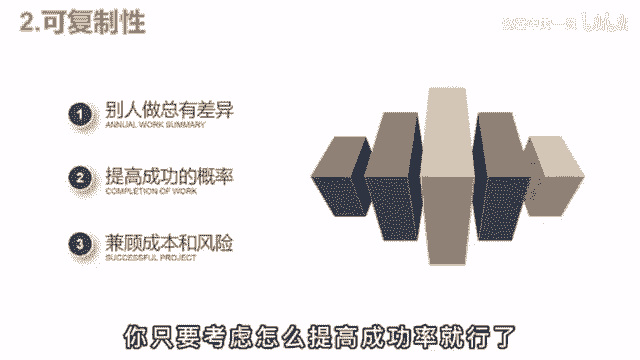 2.可复制性
1
别人做总有差异
ANNUAL WORK SUMMARY
2
提高成功的概率
COMPLETION OF WORK
3
兼顾成本和风险
SUCCESSFUL PROJECT
你只要考虑怎么提高成功率就行了